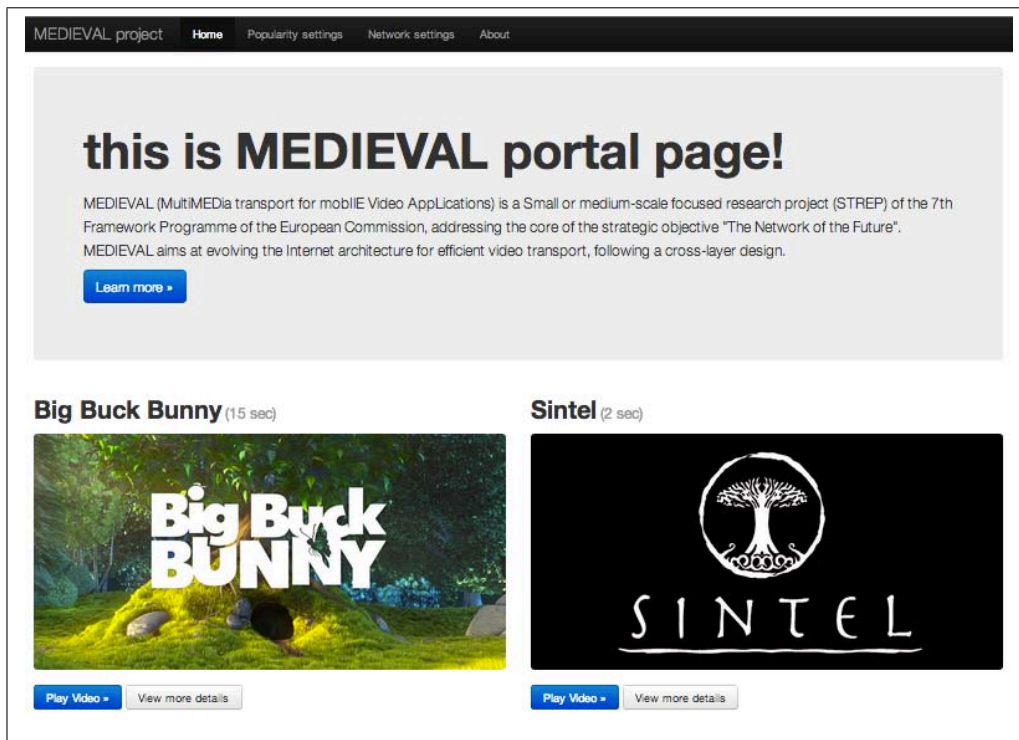 MEDIEVAL project Home Popularity settings Network settings About
this is MEDIEVAL portal page!
MEDIEVAL (MultiMEDia transport for mobIlE Video AppLications) is a Small or medium-scale focused research project (STREP) of the 7th
Framework Programme of the European Commission, addressing the core of the strategic objective "The Network of the Future".
MEDIEVAL aims at evolving the Internet architecture for efficient video transport, following a cross-layer design.
Learn more »
Big Buck Bunny (15 sec)
Big Buck
BUNNY
Play Video » View more details
Sintel (2 sec)
SINTEL
Play Video » View more details